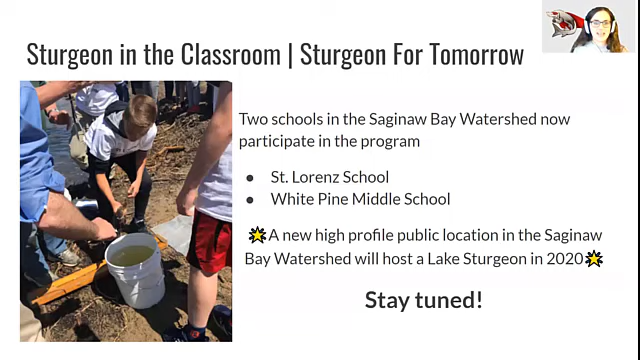 Sturgeon in the Classroom | Sturgeon For Tomorrow
Two schools in the Saginaw Bay Watershed now
participate in the program
● St. Lorenz School
● White Pine Middle School
🌟A new high profile public location in the Saginaw
Bay Watershed will host a Lake Sturgeon in 2020🌟
Stay tuned!